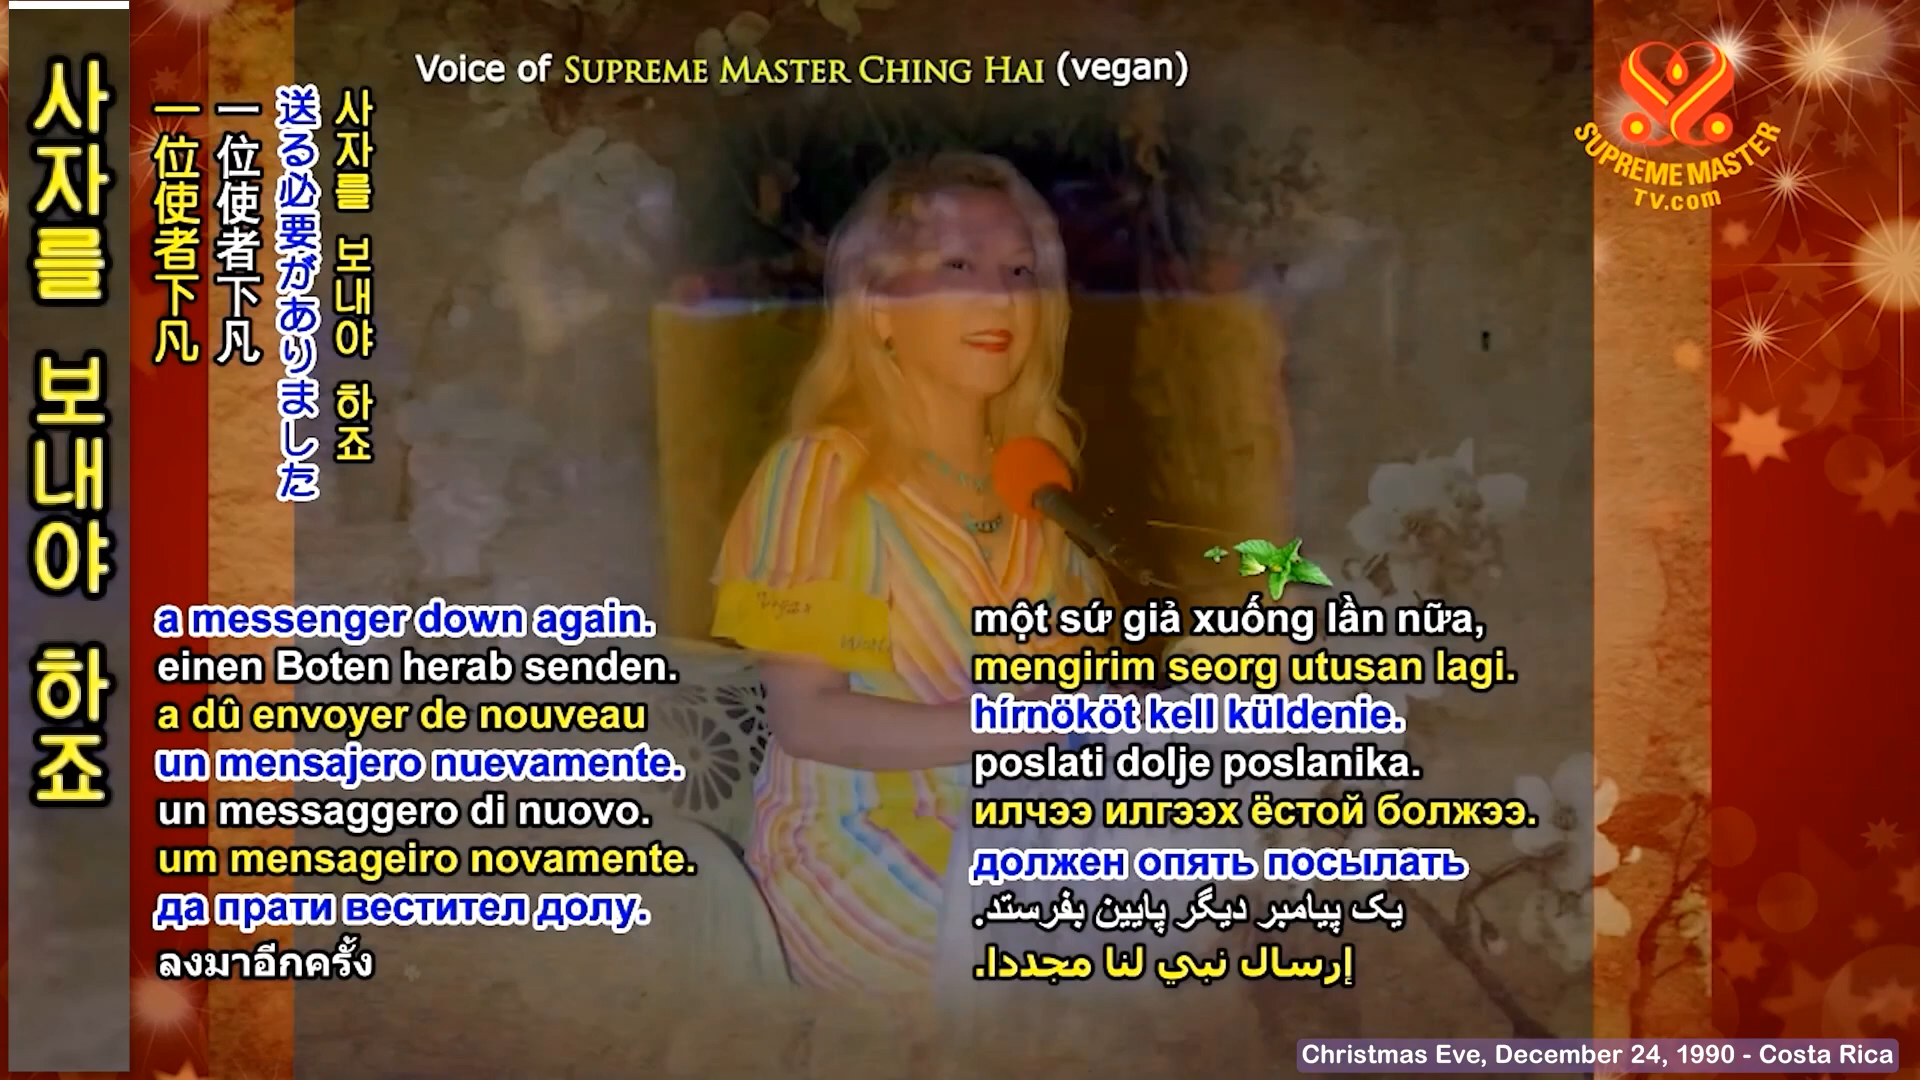 Voice of SUPREME MASTER CHING HAI (vegan)
SUPREME MASTER
TV.com
사자를 보내야 하죠
一位使者下凡
一位使者下凡
送る必要がありました
사자를 보내야 하죠
a messenger down again.
einen Boten herab senden.
a dû envoyer de nouveau
un mensajero nuevamente.
un messaggero di nuovo.
um mensageiro novamente.
да прати вестител долу.
ลงมาอีกครั้ง
một sứ giả xuống lần nữa,
mengirim seorg utusan lagi.
hírnököt kell küldenie.
poslati dolje poslanika.
илчээ илгээх ёстой болжээ.
должен опять посылать
یک پیامبر دیگر پایین بفرستد.
إرسال نبي لنا مجددا.
Christmas Eve, December 24, 1990 - Costa Rica